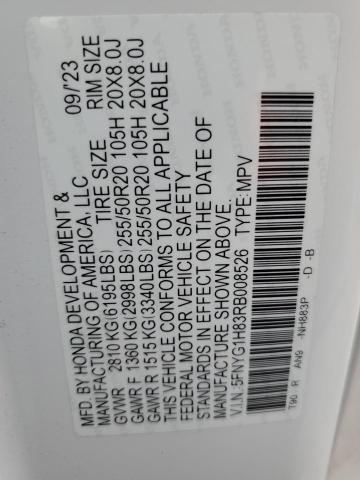 MFD. BY HONDA DEVELOPMENT & 09/'23
MANUFACTURING OF AMERICA, LLC
TIRE SIZE RIM SIZE
GVWR 2810 KG(6195LBS)
GAWR F 1360 KG(2998LBS) 255/50R20 105H 20X8.0J
GAWR R 1515 KG(3340LBS) 255/50R20 105H 20X8.0J
THIS VEHICLE CONFORMS TO ALL APPLICABLE
FEDERAL MOTOR VEHICLE SAFETY
STANDARDS IN EFFECT ON THE DATE OF
MANUFACTURE SHOWN ABOVE.
V.I.N. :5FNYG1H83RB008526 TYPE: MPV
T90 R AN9 -NH883P -D -B